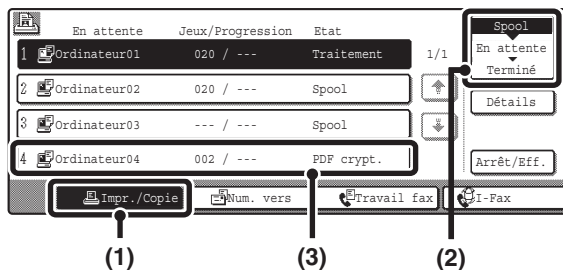 En attente Jeux/Progression Etat
1 Ordinateur01 020 / --- Traitement
2 Ordinateur02 020 / --- Spool
3 Ordinateur03 --- / --- Spool
4 Ordinateur04 002 / --- PDF crypt.
1/1
Spool
En attente
Terminé
Détails
Arrêt/Eff.
Impr./Copie Num. vers Travail fax I-Fax
(1) (3) (2)